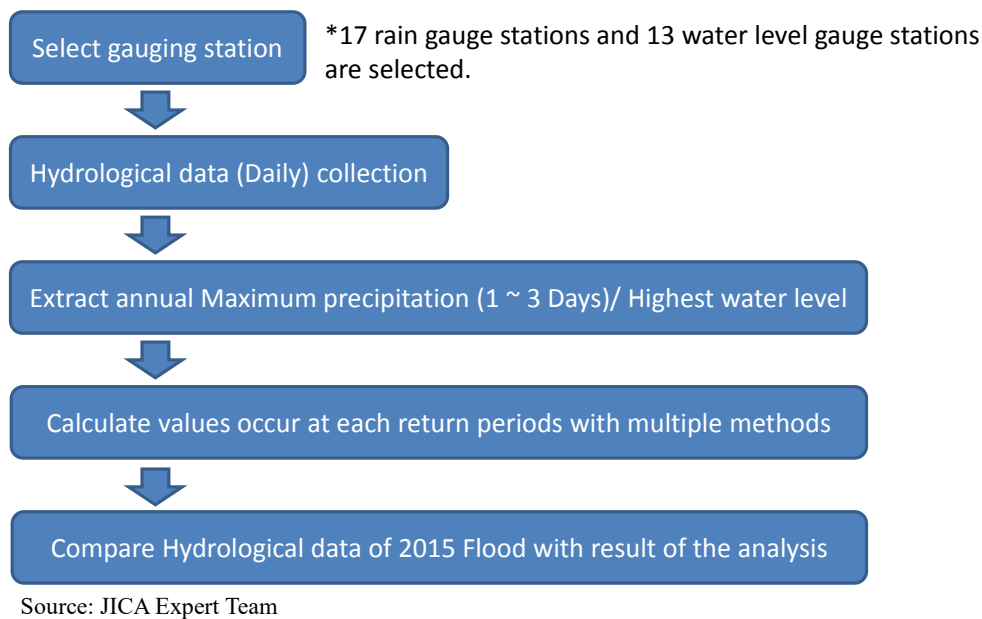 Select gauging station
*17 rain gauge stations and 13 water level gauge stations
are selected.
Hydrological data (Daily) collection
Extract annual Maximum precipitation (1 ~ 3 Days)/ Highest water level
Calculate values occur at each return periods with multiple methods
Compare Hydrological data of 2015 Flood with result of the analysis
Source: JICA Expert Team